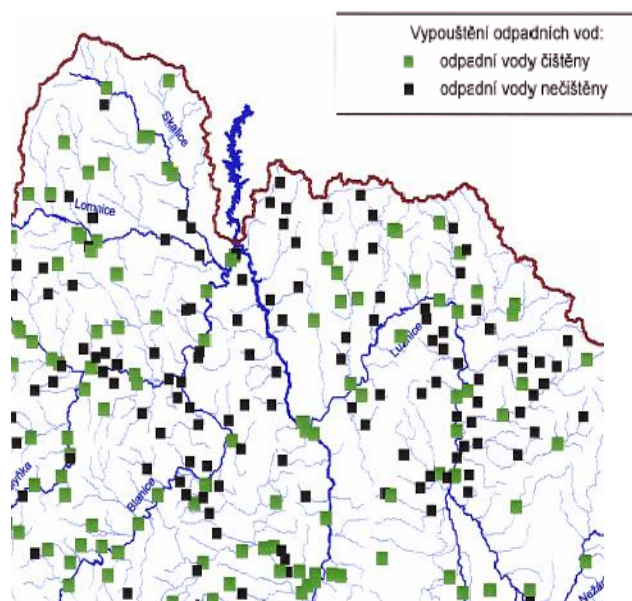 Vypouštění odpadních vod:
odpadní vody čištěny
odpadní vody nečištěny
Skalice
Lomnice
Lužnice
Blanice